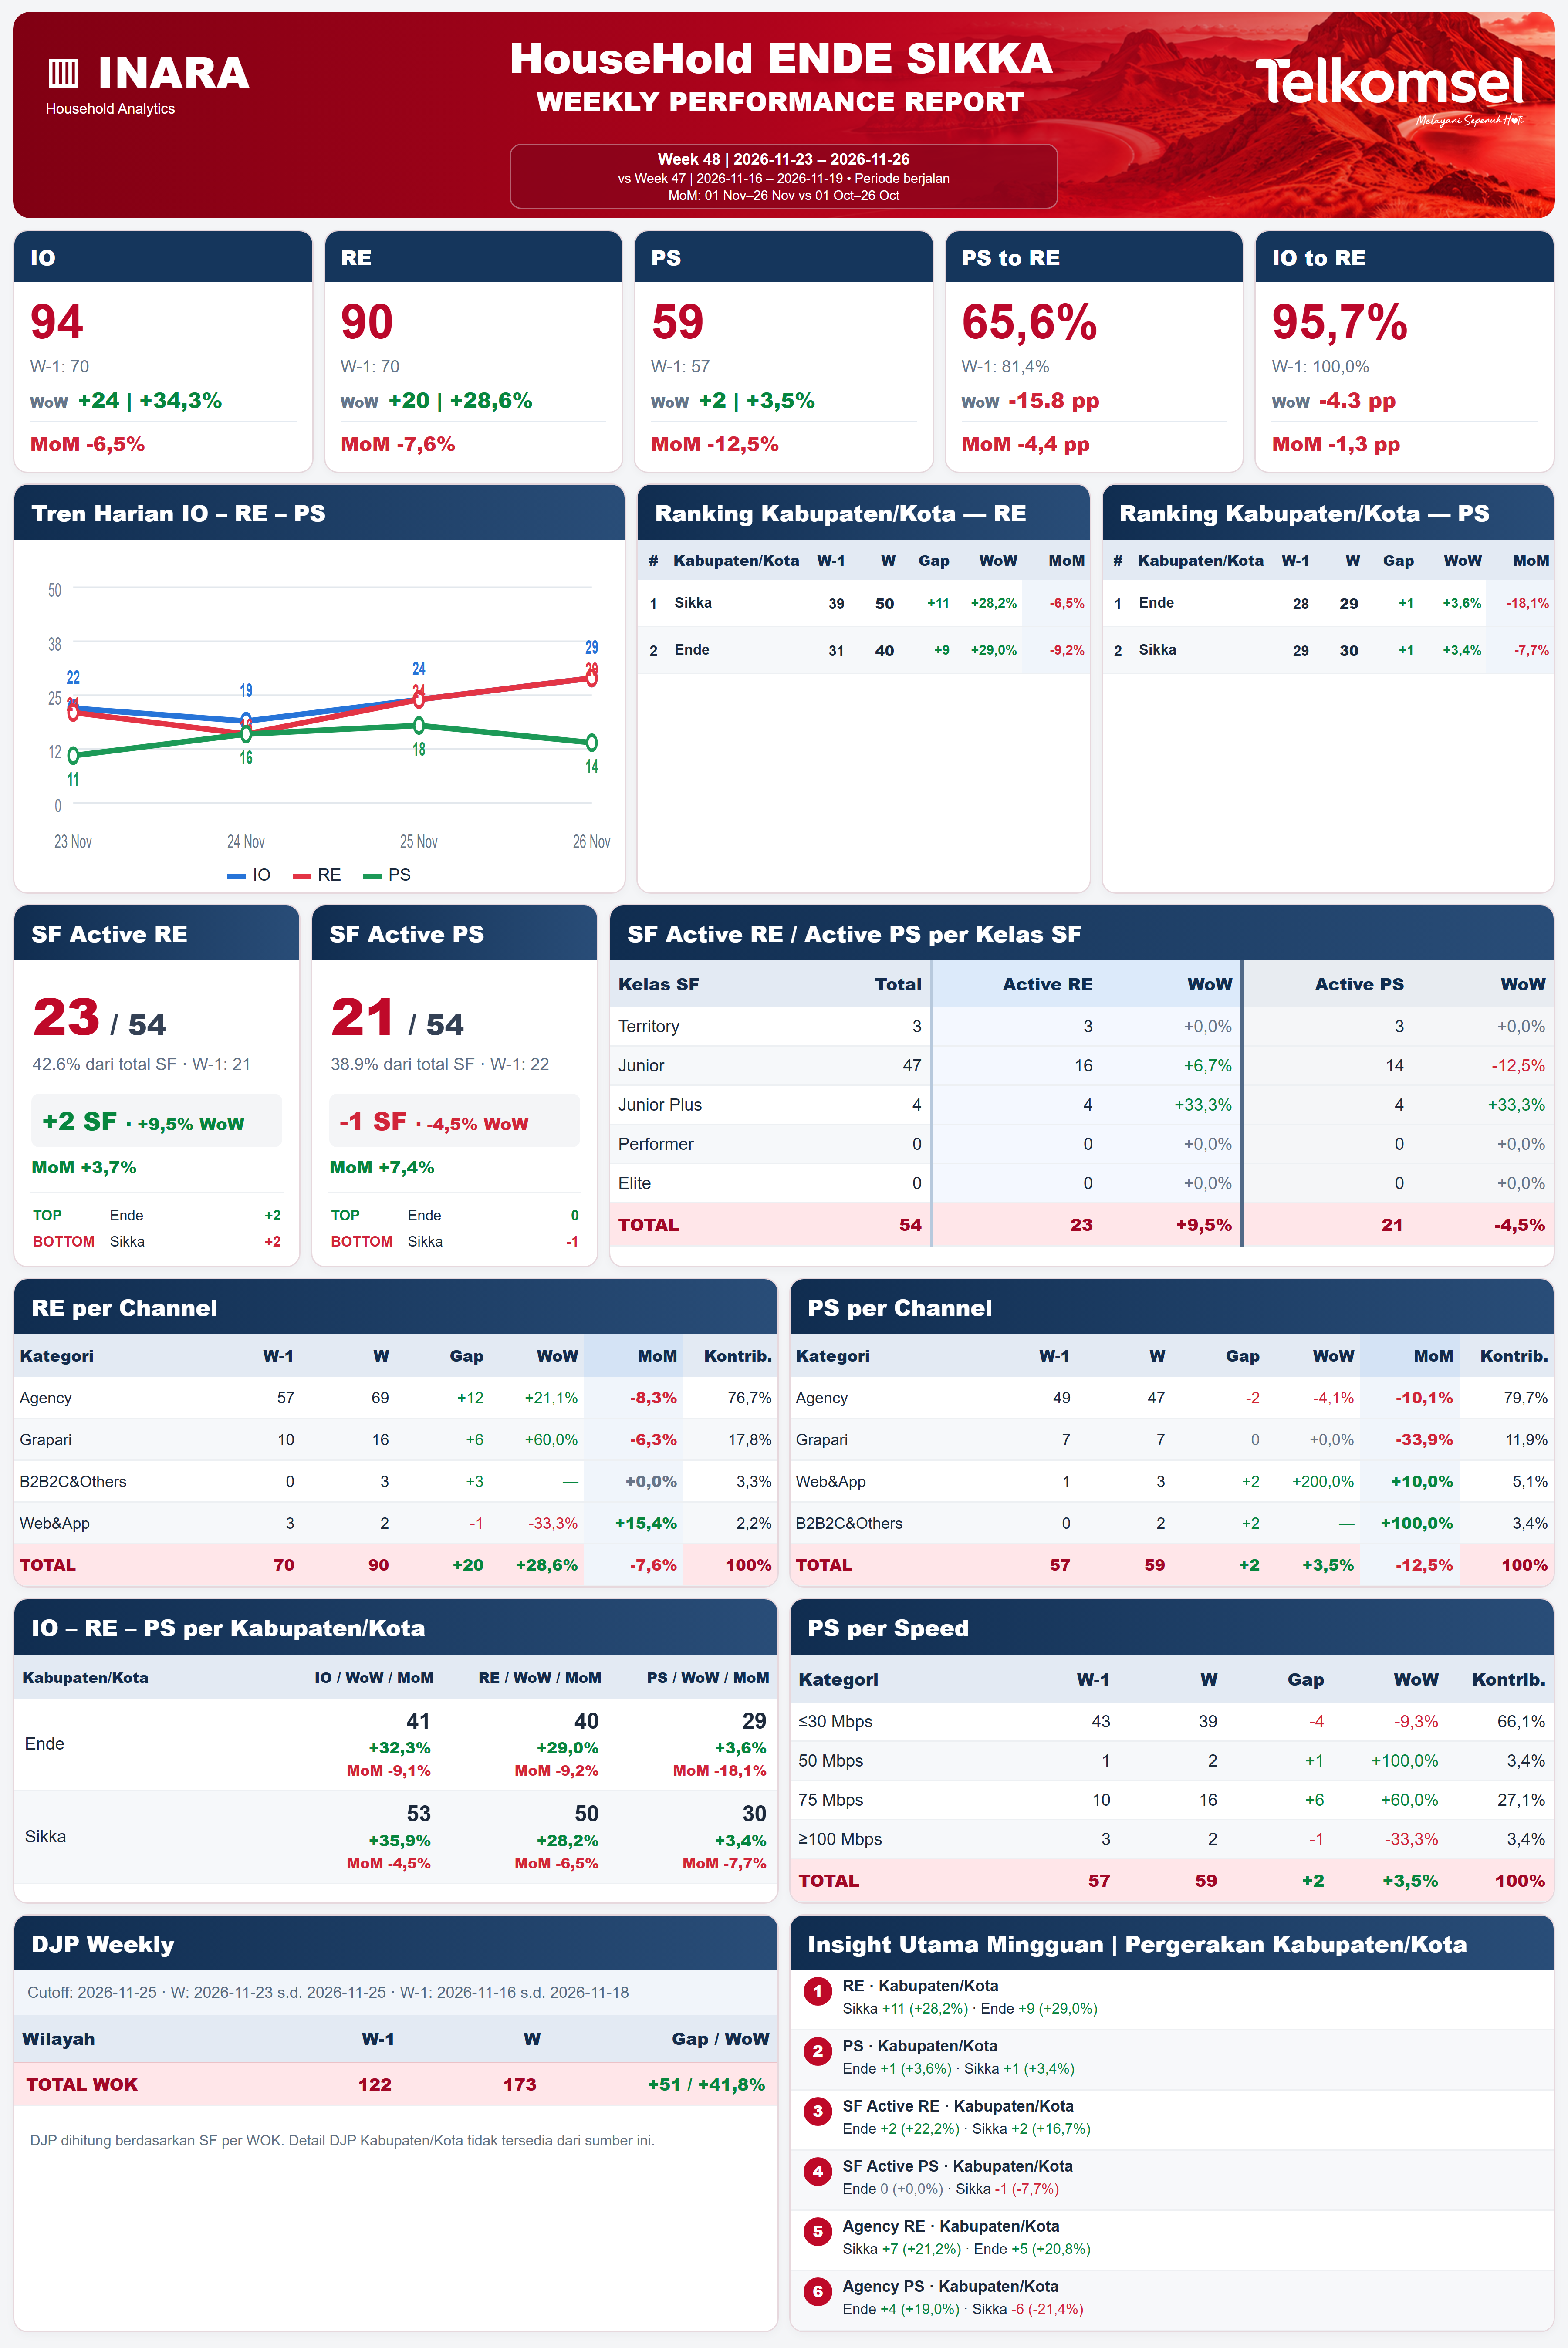 INARA
Household Analytics
HouseHold ENDE SIKKA
WEEKLY PERFORMANCE REPORT
Week 48 | 2026-11-23 – 2026-11-26
vs Week 47 | 2026-11-16 – 2026-11-19 • Periode berjalan
MoM: 01 Nov–26 Nov vs 01 Oct–26 Oct
Telkomsel
Melayani Sepenuh Hati
IO
94
W-1: 70
WoW +24 | +34,3%
MoM -6,5%
RE
90
W-1: 70
WoW +20 | +28,6%
MoM -7,6%
PS
59
W-1: 57
WoW +2 | +3,5%
MoM -12,5%
PS to RE
65,6%
W-1: 81,4%
WoW -15.8 pp
MoM -4,4 pp
IO to RE
95,7%
W-1: 100,0%
WoW -4.3 pp
MoM -1,3 pp
Tren Harian IO – RE – PS
50
38
25
12
0
22
19
24
29
21
16
24
29
11
16
18
14
23 Nov 24 Nov 25 Nov 26 Nov
IO RE PS
Ranking Kabupaten/Kota — RE
# Kabupaten/Kota W-1 W Gap WoW MoM
1 Sikka 39 50 +11 +28,2% -6,5%
2 Ende 31 40 +9 +29,0% -9,2%
Ranking Kabupaten/Kota — PS
# Kabupaten/Kota W-1 W Gap WoW MoM
1 Ende 28 29 +1 +3,6% -18,1%
2 Sikka 29 30 +1 +3,4% -7,7%
SF Active RE
23 / 54
42.6% dari total SF · W-1: 21
+2 SF · +9,5% WoW
MoM +3,7%
TOP Ende +2
BOTTOM Sikka +2
SF Active PS
21 / 54
38.9% dari total SF · W-1: 22
-1 SF · -4,5% WoW
MoM +7,4%
TOP Ende 0
BOTTOM Sikka -1
SF Active RE / Active PS per Kelas SF
Kelas SF Total Active RE WoW Active PS WoW
Territory 3 3 +0,0% 3 +0,0%
Junior 47 16 +6,7% 14 -12,5%
Junior Plus 4 4 +33,3% 4 +33,3%
Performer 0 0 +0,0% 0 +0,0%
Elite 0 0 +0,0% 0 +0,0%
TOTAL 54 23 +9,5% 21 -4,5%
RE per Channel
Kategori W-1 W Gap WoW MoM Kontrib.
Agency 57 69 +12 +21,1% -8,3% 76,7%
Grapari 10 16 +6 +60,0% -6,3% 17,8%
B2B2C&Others 0 3 +3 — +0,0% 3,3%
Web&App 3 2 -1 -33,3% +15,4% 2,2%
TOTAL 70 90 +20 +28,6% -7,6% 100%
PS per Channel
Kategori W-1 W Gap WoW MoM Kontrib.
Agency 49 47 -2 -4,1% -10,1% 79,7%
Grapari 7 7 0 +0,0% -33,9% 11,9%
Web&App 1 3 +2 +200,0% +10,0% 5,1%
B2B2C&Others 0 2 +2 — +100,0% 3,4%
TOTAL 57 59 +2 +3,5% -12,5% 100%
IO – RE – PS per Kabupaten/Kota
Kabupaten/Kota IO / WoW / MoM RE / WoW / MoM PS / WoW / MoM
41 40 29
Ende +32,3% +29,0% +3,6%
MoM -9,1% MoM -9,2% MoM -18,1%
53 50 30
Sikka +35,9% +28,2% +3,4%
MoM -4,5% MoM -6,5% MoM -7,7%
PS per Speed
Kategori W-1 W Gap WoW Kontrib.
≤30 Mbps 43 39 -4 -9,3% 66,1%
50 Mbps 1 2 +1 +100,0% 3,4%
75 Mbps 10 16 +6 +60,0% 27,1%
≥100 Mbps 3 2 -1 -33,3% 3,4%
TOTAL 57 59 +2 +3,5% 100%
DJP Weekly
Cutoff: 2026-11-25 · W: 2026-11-23 s.d. 2026-11-25 · W-1: 2026-11-16 s.d. 2026-11-18
Wilayah W-1 W Gap / WoW
TOTAL WOK 122 173 +51 / +41,8%
DJP dihitung berdasarkan SF per WOK. Detail DJP Kabupaten/Kota tidak tersedia dari sumber ini.
Insight Utama Mingguan | Pergerakan Kabupaten/Kota
1 RE · Kabupaten/Kota
Sikka +11 (+28,2%) · Ende +9 (+29,0%)
2 PS · Kabupaten/Kota
Ende +1 (+3,6%) · Sikka +1 (+3,4%)
3 SF Active RE · Kabupaten/Kota
Ende +2 (+22,2%) · Sikka +2 (+16,7%)
4 SF Active PS · Kabupaten/Kota
Ende 0 (+0,0%) · Sikka -1 (-7,7%)
5 Agency RE · Kabupaten/Kota
Sikka +7 (+21,2%) · Ende +5 (+20,8%)
6 Agency PS · Kabupaten/Kota
Ende +4 (+19,0%) · Sikka -6 (-21,4%)